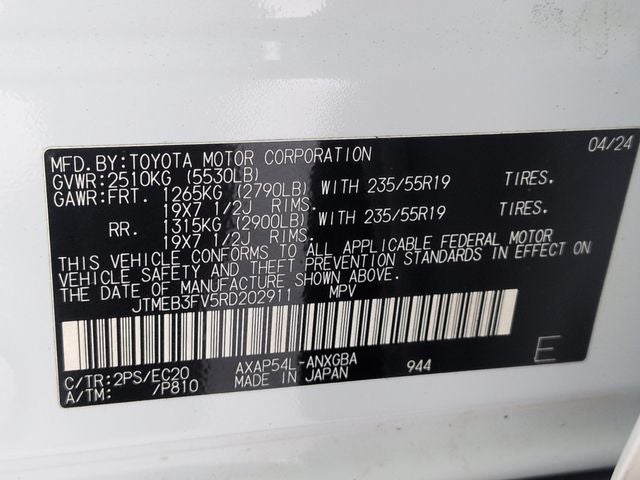 04/24
MFD.BY:TOYOTA MOTOR CORPORATION
GVWR:2510KG (5530LB)
GAWR:FRT. 1265KG (2790LB) WITH 235/55R19 TIRES.
19X7 1/2J RIMS.
RR. 1315KG (2900LB) WITH 235/55R19 TIRES.
19X7 1/2J RIMS.
THIS VEHICLE CONFORMS TO ALL APPLICABLE FEDERAL MOTOR
VEHICLE SAFETY AND THEFT PREVENTION STANDARDS IN EFFECT ON
THE DATE OF MANUFACTURE SHOWN ABOVE.
JTMEB3FV5RD202911 MPV
C/TR:2PS/EC20 AXAP54L-ANXGBA 944 E
A/TM: /P810 MADE IN JAPAN